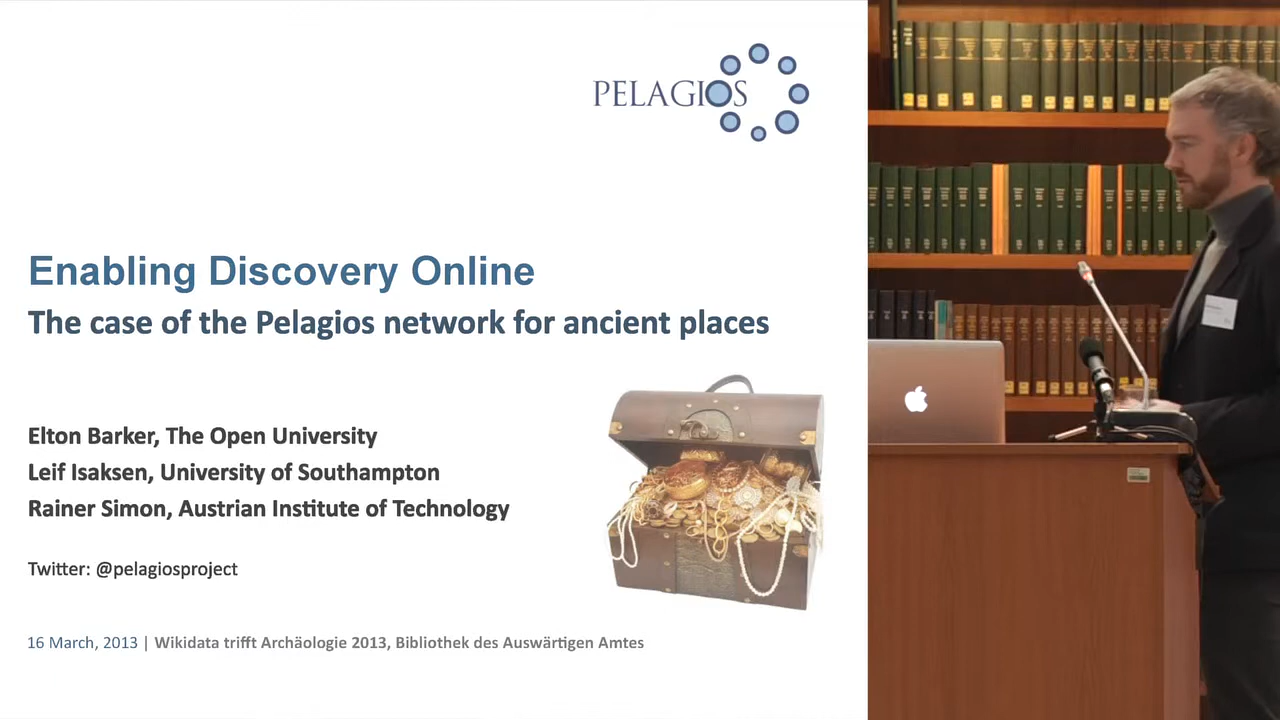 PELAGIOS
Enabling Discovery Online
The case of the Pelagios network for ancient places
Elton Barker, The Open University
Leif Isaksen, University of Southampton
Rainer Simon, Austrian Institute of Technology
Twitter: @pelagiosproject
16 March, 2013 | Wikidata trifft Archäologie 2013, Bibliothek des Auswärtigen Amtes